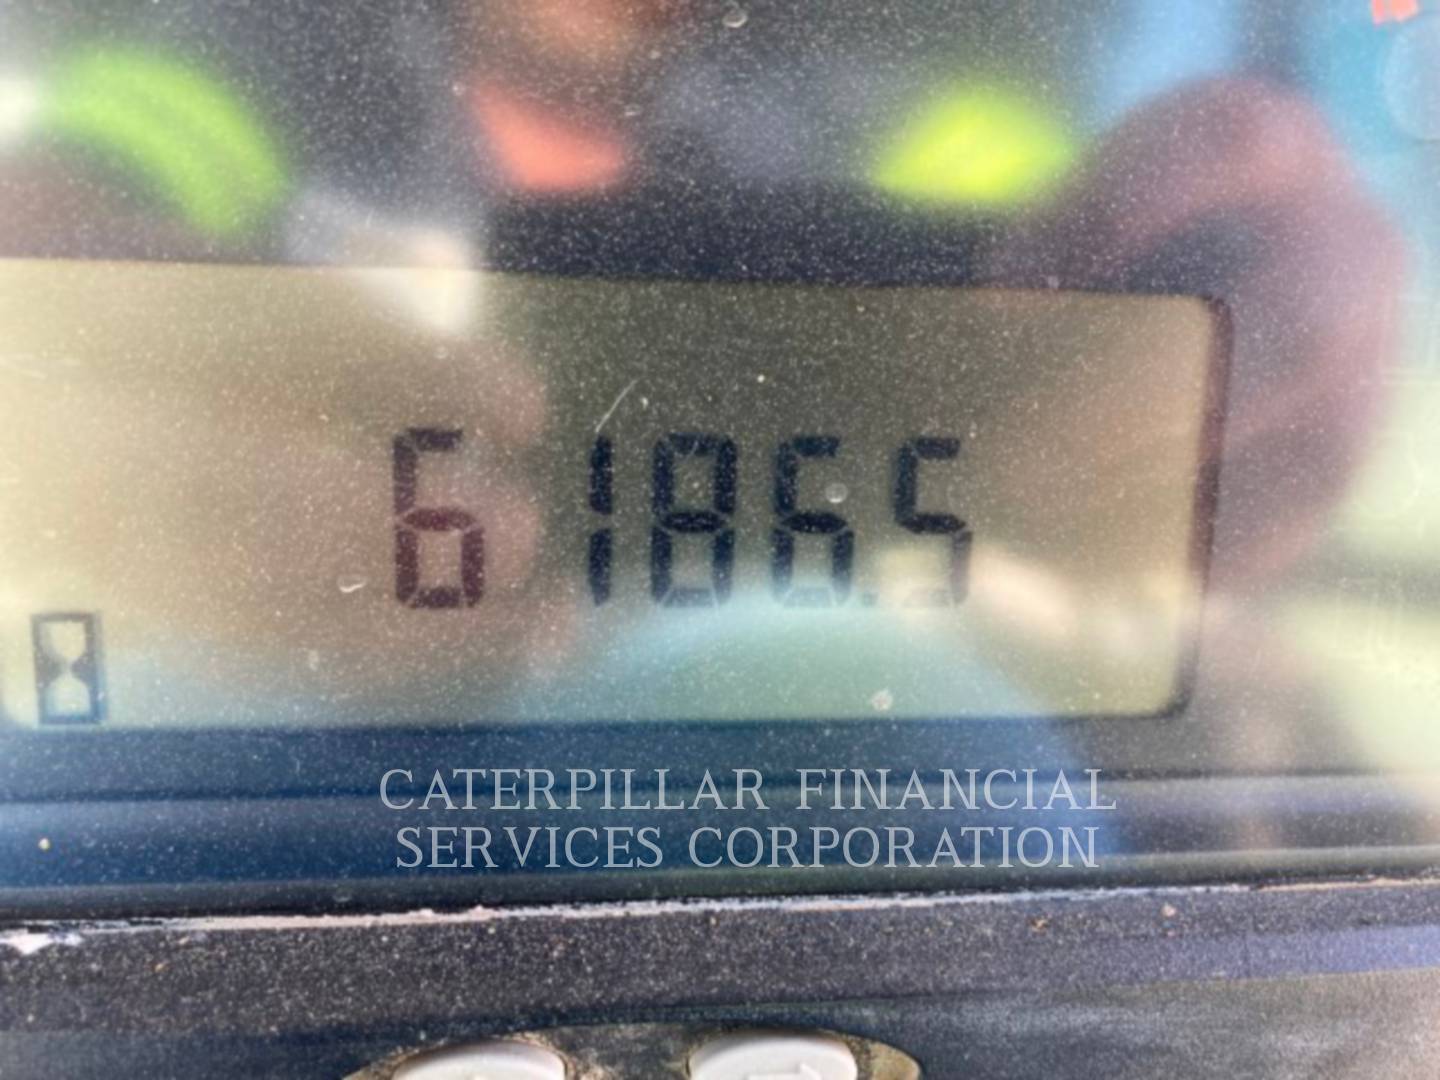 6186.5
CATERPILLAR FINANCIAL
SERVICES CORPORATION